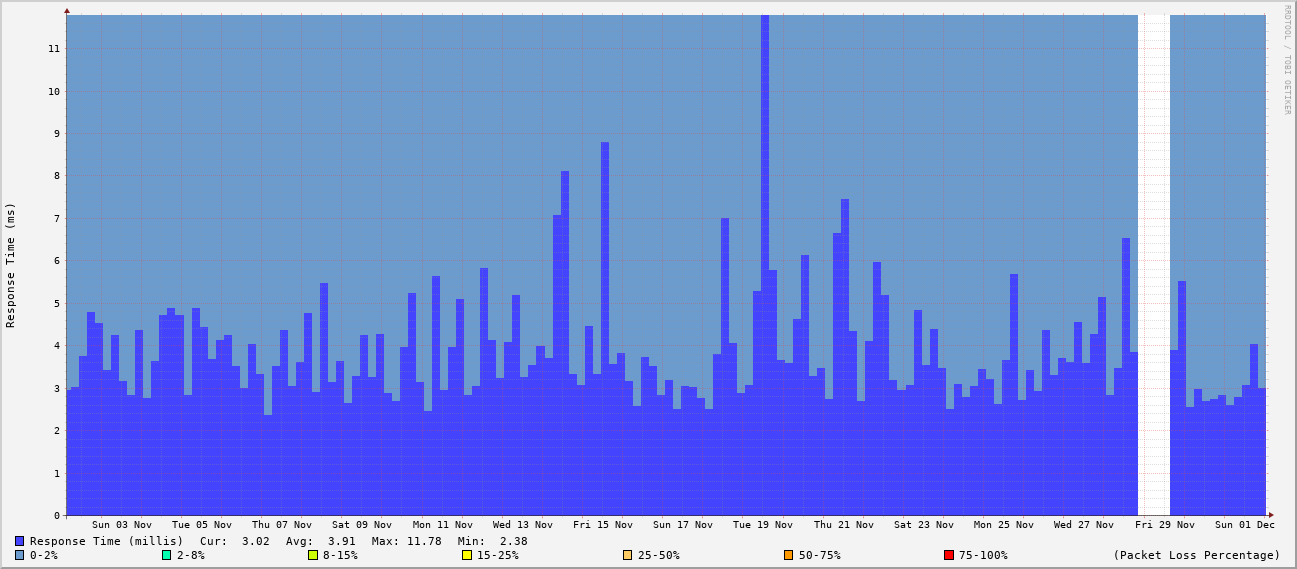 RRDTOOL / TOBI OETIKER
Response Time (ms)
11
10
9
8
7
6
5
4
3
2
1
0
Sun 03 Nov Tue 05 Nov Thu 07 Nov Sat 09 Nov Mon 11 Nov Wed 13 Nov Fri 15 Nov Sun 17 Nov Tue 19 Nov Thu 21 Nov Sat 23 Nov Mon 25 Nov Wed 27 Nov Fri 29 Nov Sun 01 Dec
Response Time (millis) Cur: 3.02 Avg: 3.91 Max: 11.78 Min: 2.38
0-2% 2-8% 8-15% 15-25% 25-50% 50-75% 75-100% (Packet Loss Percentage)